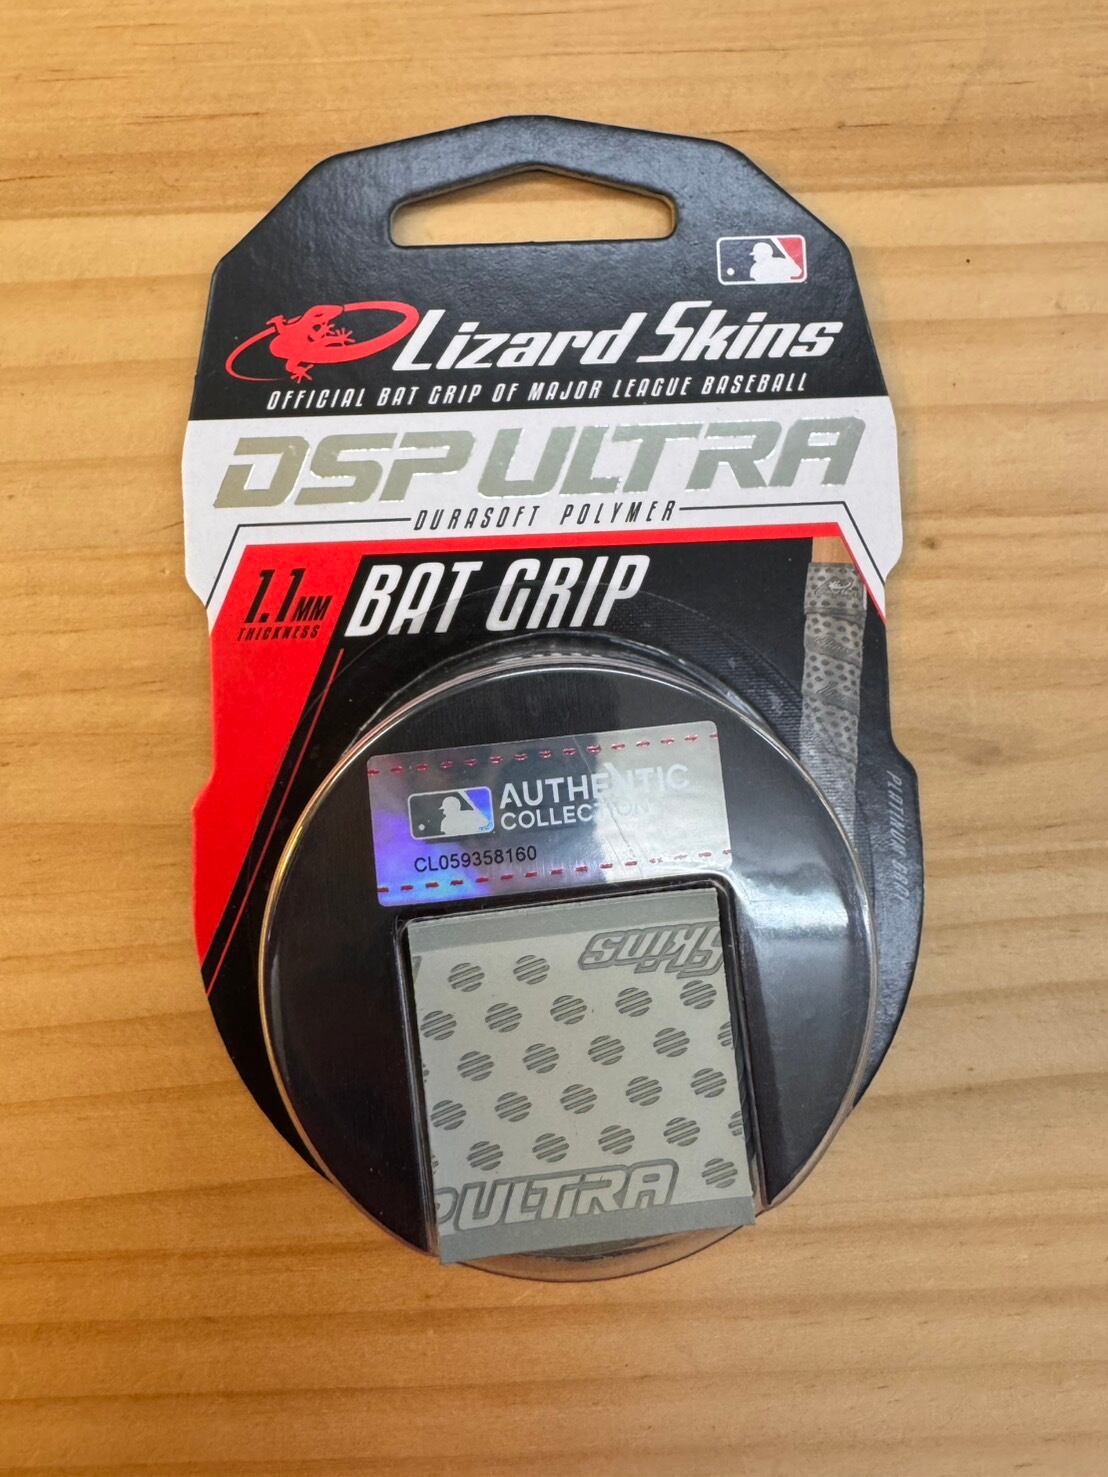 Lizard Skins
OFFICIAL BAT GRIP OF MAJOR LEAGUE BASEBALL
DSP ULTRA
DURASOFT POLYMER
1.1MM
THICKNESS
BAT GRIP
AUTHENTIC
COLLECTION
CL059358160
Skins
PULTRA